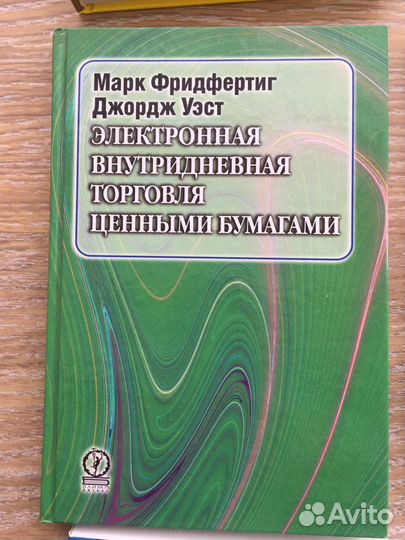 Марк Фридфертиг
Джордж Уэст
ЭЛЕКТРОННАЯ
ВНУТРИДНЕВНАЯ
ТОРГОВЛЯ
ЦЕННЫМИ БУМАГАМИ
Avito